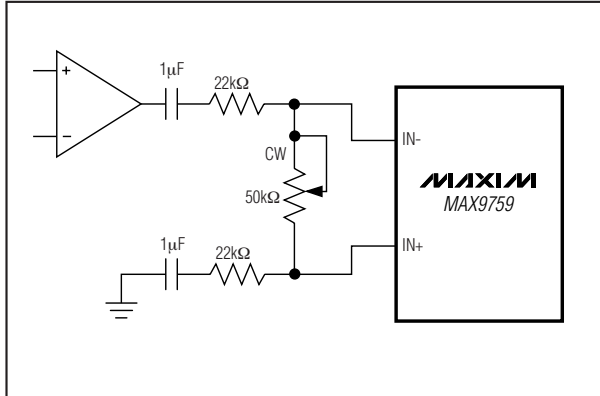 1µF
22kΩ
+
−
IN-
CW
50kΩ
MAXIM
MAX9759
1µF
22kΩ
IN+